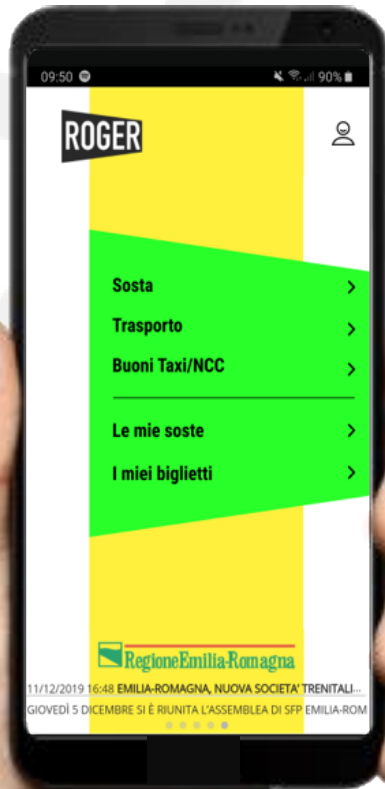 09:50 90%
ROGER
Sosta
Trasporto
Buoni Taxi/NCC
Le mie soste
I miei biglietti
RegioneEmilia-Romagna
11/12/2019 16:48 EMILIA-ROMAGNA, NUOVA SOCIETA' TRENITALI...
GIOVEDÌ 5 DICEMBRE SI È RIUNITA L'ASSEMBLEA DI SFP EMILIA-ROM